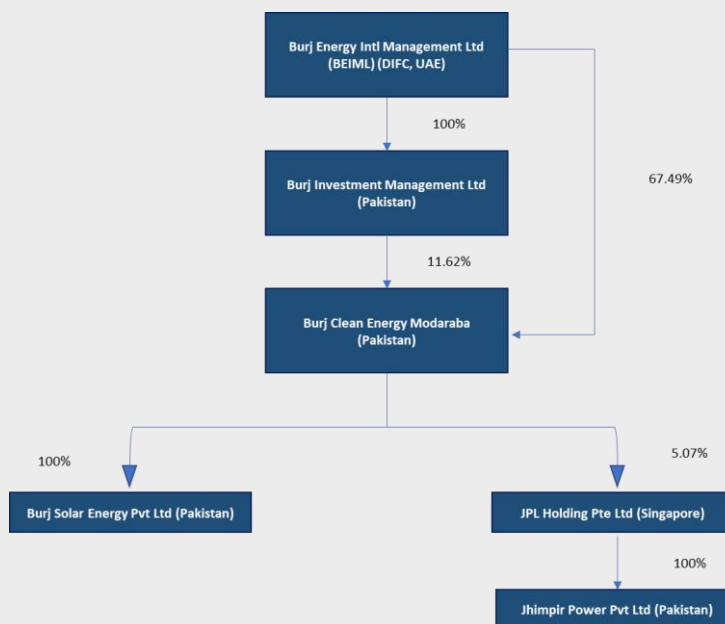 Burj Energy Intl Management Ltd
(BEIML) (DIFC, UAE)
100%
Burj Investment Management Ltd
(Pakistan)
67.49%
11.62%
Burj Clean Energy Modaraba
(Pakistan)
100%
5.07%
Burj Solar Energy Pvt Ltd (Pakistan)
JPL Holding Pte Ltd (Singapore)
100%
Jhimpir Power Pvt Ltd (Pakistan)